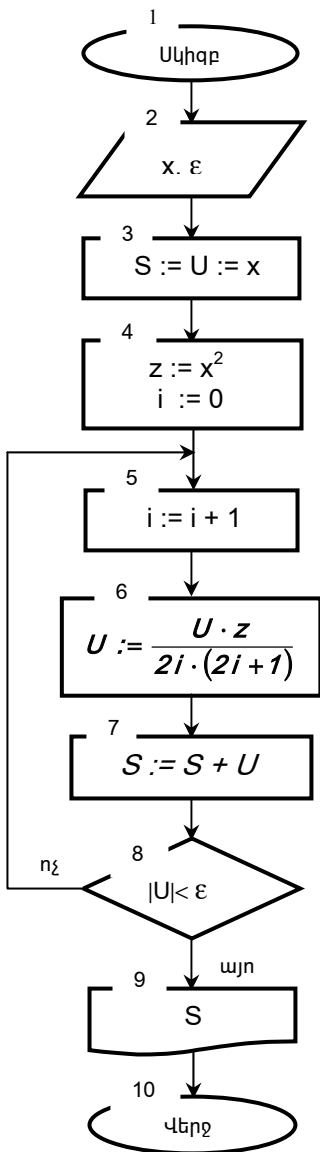 1
Սկիզբ
2
x. ε
3
S := U := x
4
z := x²
i := 0
5
i := i + 1
6
U := U · z / 2i · (2i + 1)
7
S := S + U
8
ոչ
|U| < ε
այո
9
S
10
Վերջ